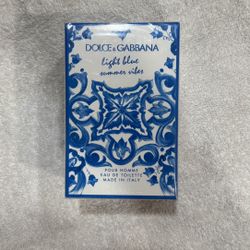 DOLCE & GABBANA
light blue
summer vibes
POUR HOMME
EAU DE TOILETTE
MADE IN ITALY